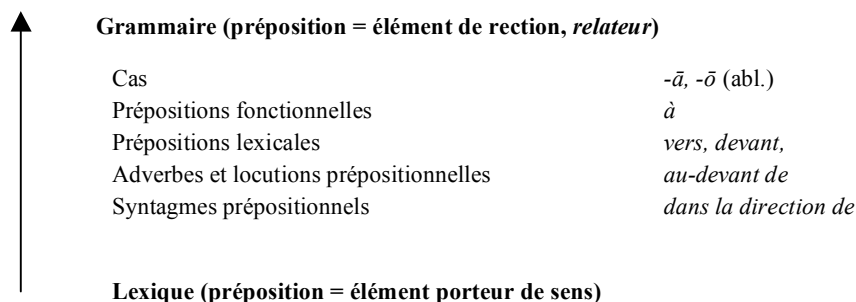 Grammaire (préposition = élément de rection, relateur)
Cas -ā, -ō (abl.)
Prépositions fonctionnelles à
Prépositions lexicales vers, devant,
Adverbes et locutions prépositionnelles au-devant de
Syntagmes prépositionnels dans la direction de
Lexique (préposition = élément porteur de sens)